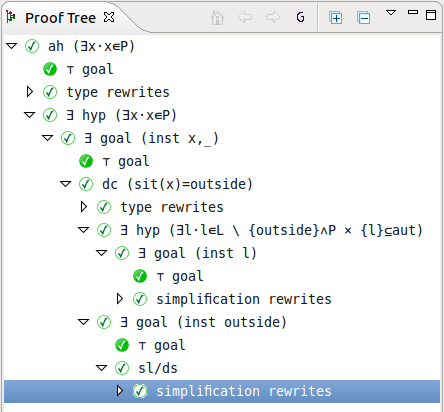 Proof Tree
G
ah (∃x·x∈P)
⊤ goal
type rewrites
∃ hyp (∃x·x∈P)
∃ goal (inst x,_)
⊤ goal
dc (sit(x)=outside)
type rewrites
∃ hyp (∃l·l∈L \ {outside}∧P × {l}⊆aut)
∃ goal (inst l)
⊤ goal
simplification rewrites
∃ goal (inst outside)
⊤ goal
sl/ds
simplification rewrites